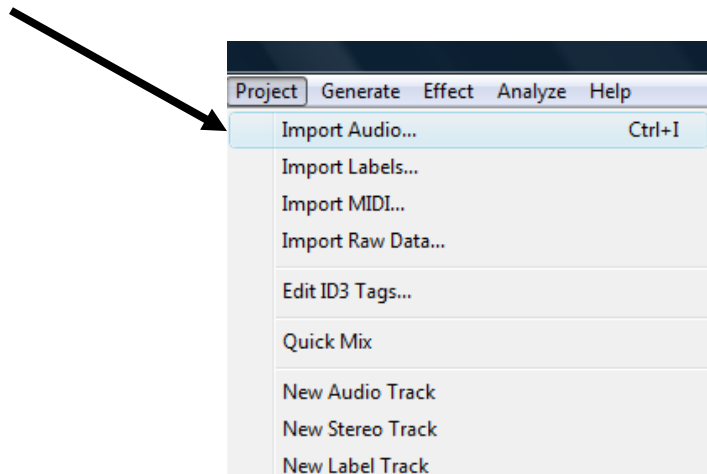 Project Generate Effect Analyze Help
Import Audio... Ctrl+I
Import Labels...
Import MIDI...
Import Raw Data...
Edit ID3 Tags...
Quick Mix
New Audio Track
New Stereo Track
New Label Track